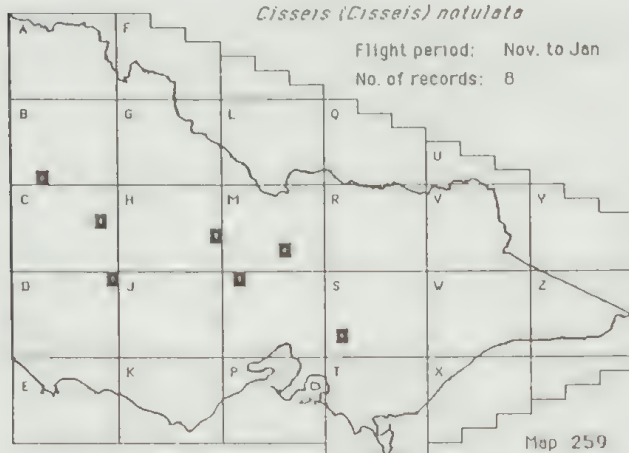 Cisseis (Cisseis) notulata
Flight period: Nov. to Jan
No. of records: 8
A F
B G L Q
U
C H M R V Y
D J S W Z
E K P T X
Map 259